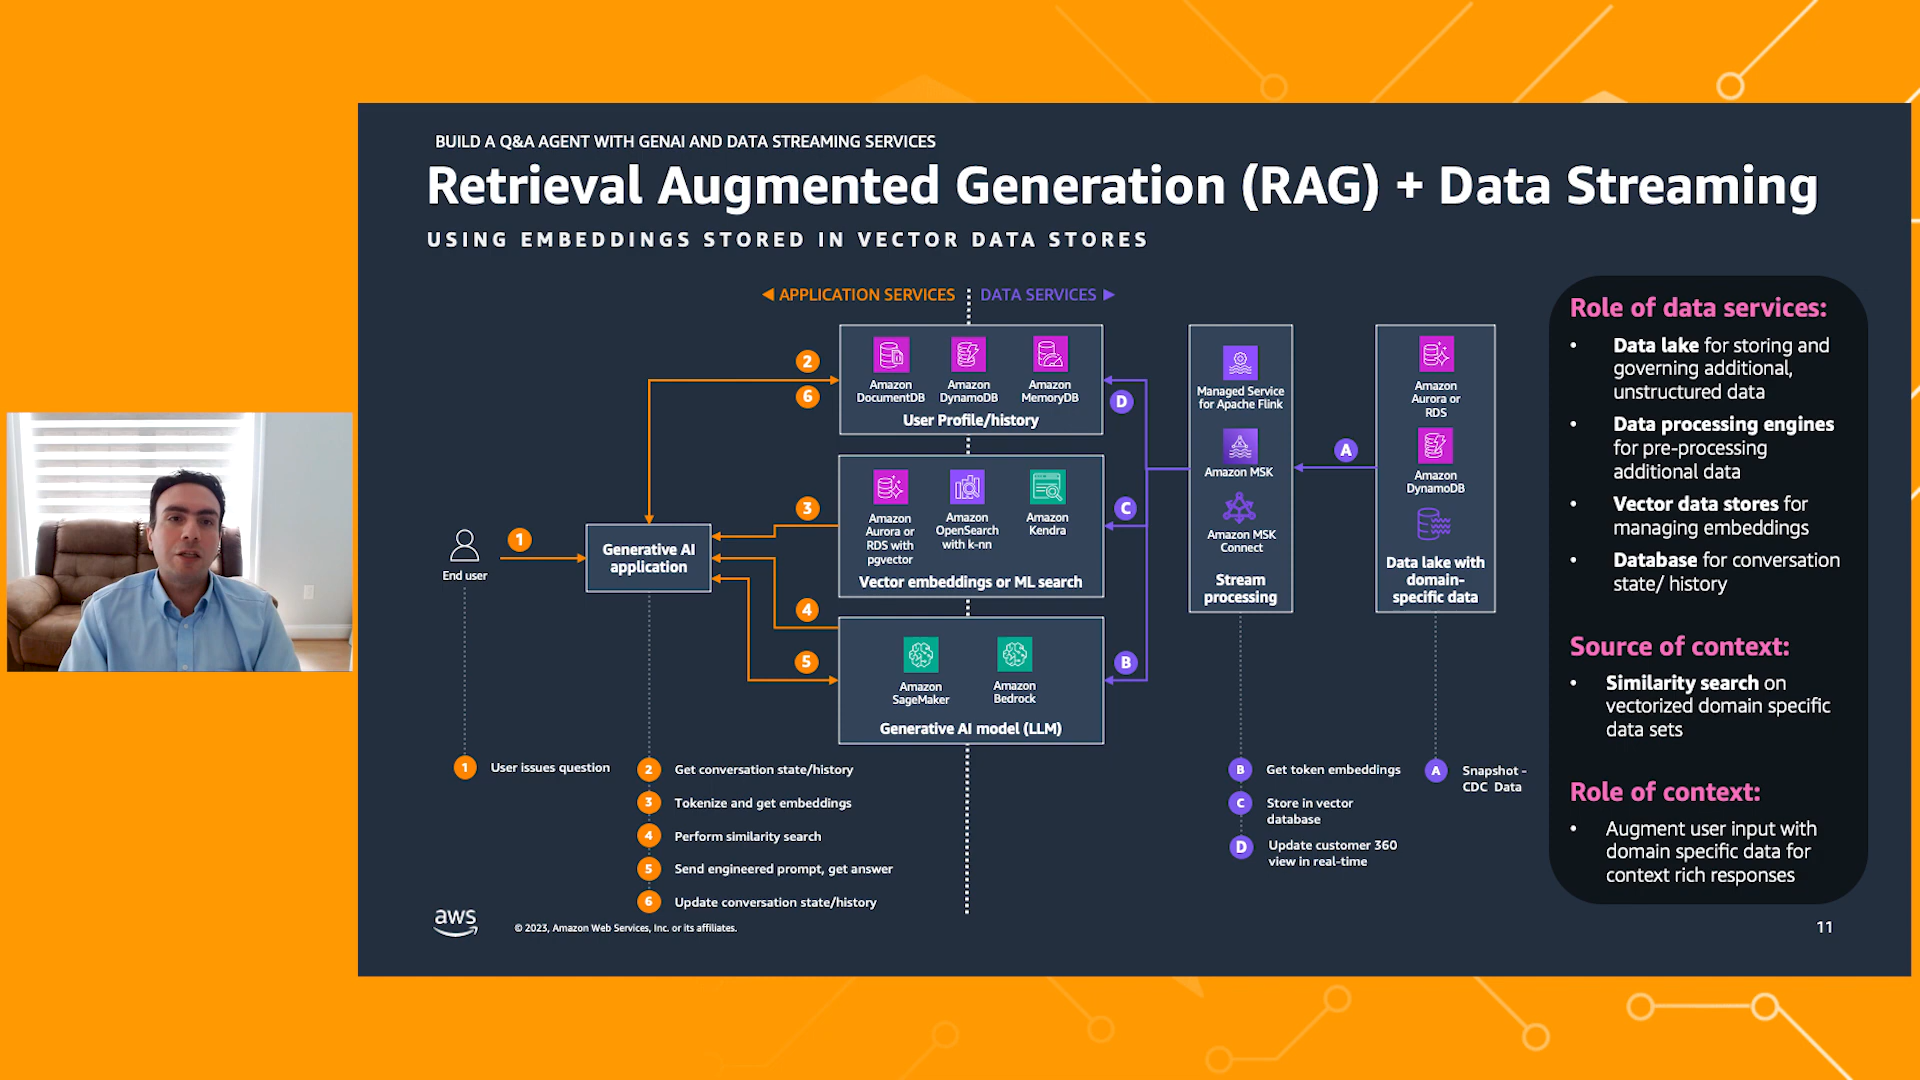 BUILD A Q&A AGENT WITH GENAI AND DATA STREAMING SERVICES
Retrieval Augmented Generation (RAG) + Data Streaming
USING EMBEDDINGS STORED IN VECTOR DATA STORES
APPLICATION SERVICES
DATA SERVICES
2
6
Amazon
DocumentDB
Amazon
DynamoDB
Amazon
MemoryDB
User Profile/history
D
3
Amazon
Aurora or
RDS with
pgvector
Amazon
OpenSearch
with k-nn
Amazon
Kendra
Vector embeddings or ML search
C
1
End user
Generative AI
application
4
5
Amazon
SageMaker
Amazon
Bedrock
Generative AI model (LLM)
B
Managed Service
for Apache Flink
Amazon MSK
Amazon MSK
Connect
Stream
processing
A
Amazon
Aurora or
RDS
Amazon
DynamoDB
Data lake with
domain-
specific data
1 User issues question
2 Get conversation state/history
3 Tokenize and get embeddings
4 Perform similarity search
5 Send engineered prompt, get answer
6 Update conversation state/history
B Get token embeddings
C Store in vector
database
D Update customer 360
view in real-time
A Snapshot -
CDC Data
Role of data services:
• Data lake for storing and
governing additional,
unstructured data
• Data processing engines
for pre-processing
additional data
• Vector data stores for
managing embeddings
• Database for conversation
state/ history
Source of context:
• Similarity search on
vectorized domain specific
data sets
Role of context:
• Augment user input with
domain specific data for
context rich responses
aws
© 2023, Amazon Web Services, Inc. or its affiliates.
11